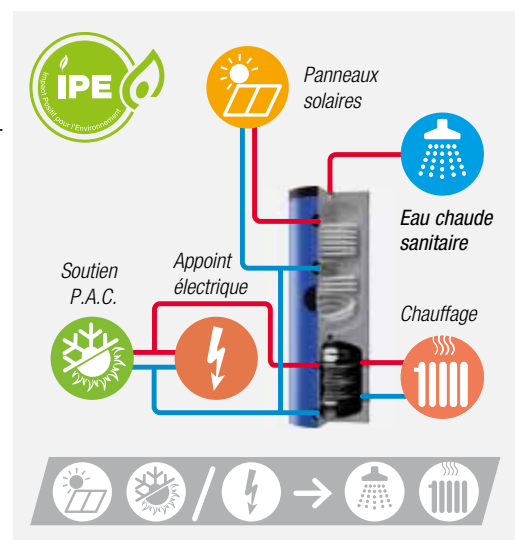 IPE
Impact Positif pour l'Environnement
Panneaux
solaires
Eau chaude
sanitaire
Soutien
P.A.C.
Appoint
électrique
Chauffage